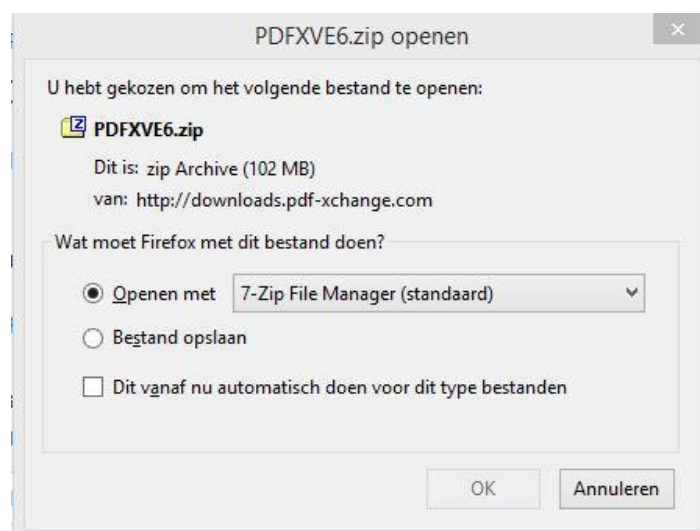 PDFXVE6.zip openen
U hebt gekozen om het volgende bestand te openen:
PDFXVE6.zip
Dit is: zip Archive (102 MB)
van: http://downloads.pdf-xchange.com
Wat moet Firefox met dit bestand doen?
Openen met 7-Zip File Manager (standaard)
Bestand opslaan
Dit vanaf nu automatisch doen voor dit type bestanden
OK Annuleren